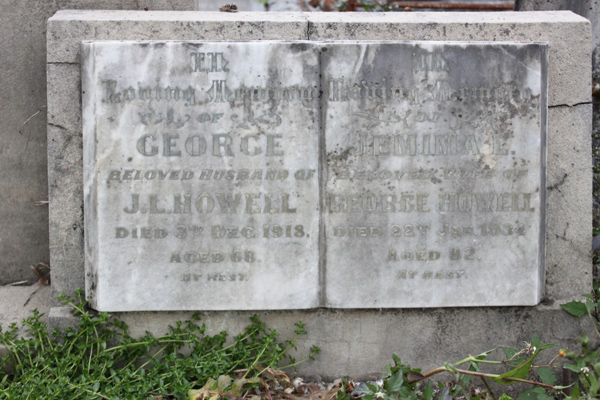 In
Loving Memory
OF
GEORGE
BELOVED HUSBAND OF
J.L. HOWELL
DIED 3RD DEC. 1918.
AGED 68.
AT REST.
In
Loving Memory
OF
JEMIMA E.
BELOVED WIFE OF
GEORGE HOWELL
DIED 22ND JAN. 
AGED 82.
AT REST.